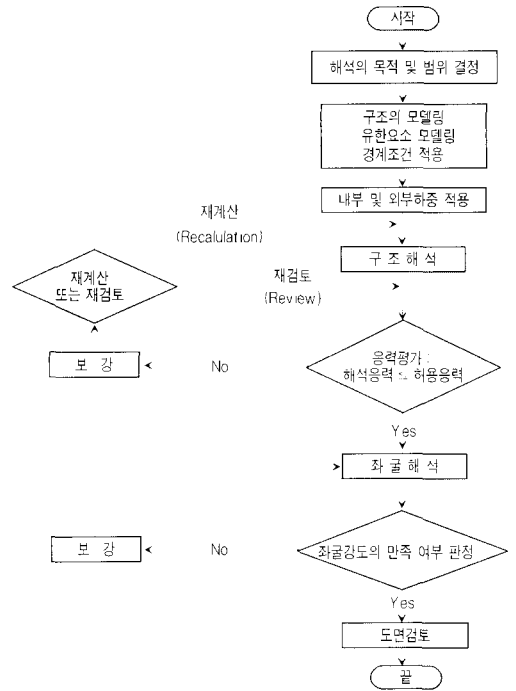 시작
해석의 목적 및 범위 결정
구조의 모델링
유한요소 모델링
경계조건 적용
내부 및 외부하중 적용
재계산
(Recalulation)
구 조 해 석
재계산
또는 재검토
재검토
(Review)
응력평가 :
해석응력 ≤ 허용응력
보 강
No
Yes
좌 굴 해 석
좌굴강도의 만족 여부 판정
보 강
No
Yes
도면검토
끝